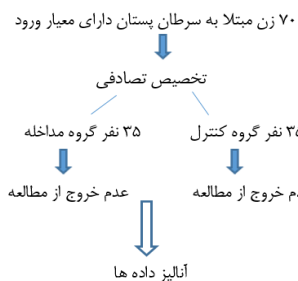 ۷۰ زن مبتلا به سرطان پستان دارای معیار ورود
تخصیص تصادفی
نفر گروه کنترل
۳۵ نفر گروه مداخله
خروج از مطالعه
عدم خروج از مطالعه
آنالیز داده ها